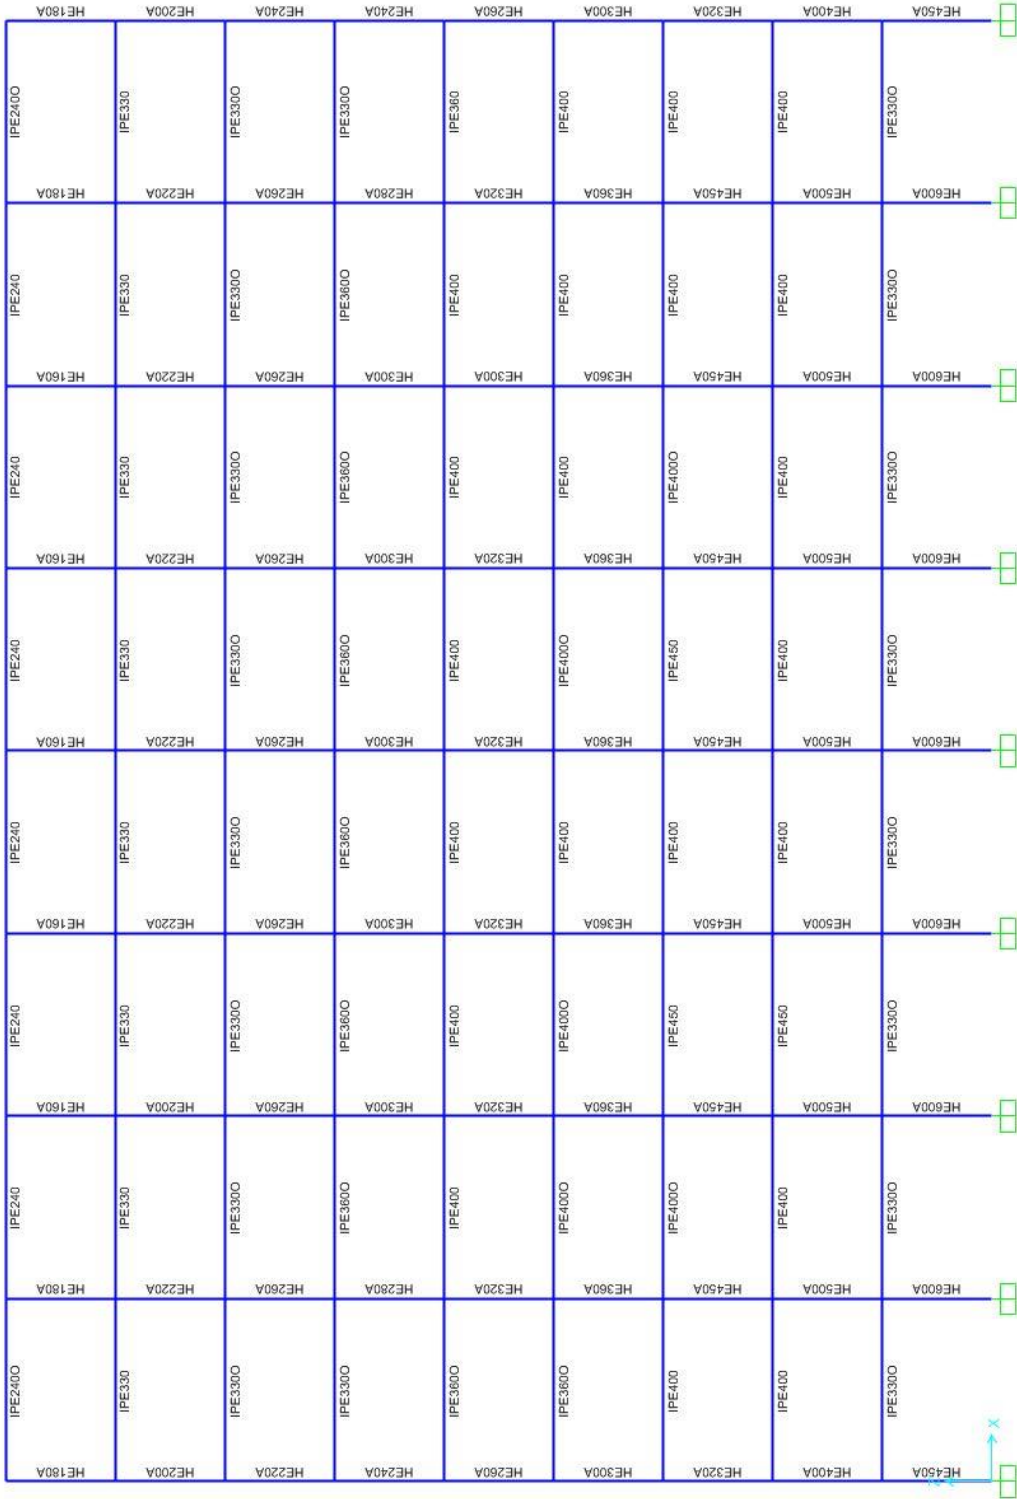 HE180A HE200A HE240A HE240A HE260A HE300A HE320A HE400A HE450A
IPE240O IPE330 IPE330O IPE330O IPE360 IPE400 IPE400 IPE400 IPE330O
HE180A HE220A HE260A HE280A HE320A HE360A HE450A HE500A HE600A
IPE240 IPE330 IPE330O IPE360O IPE400 IPE400 IPE400 IPE400 IPE330O
HE160A HE220A HE260A HE300A HE300A HE360A HE450A HE500A HE600A
IPE240 IPE330 IPE330O IPE360O IPE400 IPE400 IPE400O IPE400 IPE330O
HE160A HE220A HE260A HE300A HE320A HE360A HE450A HE500A HE600A
IPE240 IPE330 IPE330O IPE360O IPE400 IPE400O IPE450 IPE400 IPE330O
HE160A HE220A HE260A HE300A HE320A HE360A HE450A HE500A HE600A
IPE240 IPE330 IPE330O IPE360O IPE400 IPE400 IPE400 IPE400 IPE330O
HE160A HE220A HE260A HE300A HE320A HE360A HE450A HE500A HE600A
IPE240 IPE330 IPE330O IPE360O IPE400 IPE400O IPE450 IPE450 IPE330O
HE160A HE200A HE260A HE300A HE320A HE360A HE450A HE500A HE600A
IPE240 IPE330 IPE330O IPE360O IPE400 IPE400O IPE400O IPE400 IPE330O
HE180A HE220A HE260A HE280A HE320A HE360A HE450A HE500A HE600A
IPE240O IPE330 IPE330O IPE330O IPE360O IPE360O IPE400 IPE400 IPE330O
X
HE180A HE200A HE220A HE240A HE260A HE300A HE320A HE400A HE450A
Z